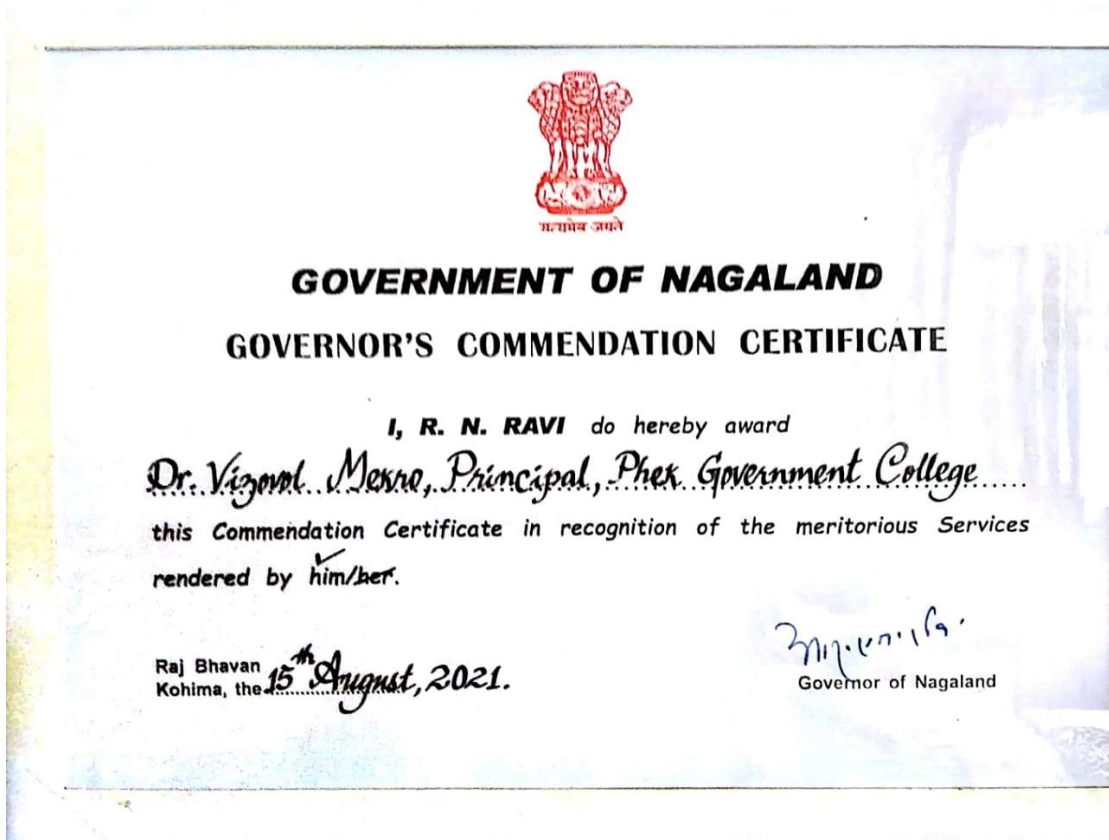 सत्यमेव जयते
GOVERNMENT OF NAGALAND
GOVERNOR'S COMMENDATION CERTIFICATE
I, R. N. RAVI do hereby award
Dr. Vizovol Mekro, Principal, Phek Government College
this Commendation Certificate in recognition of the meritorious Services
rendered by him/her.
Raj Bhavan
Kohima, the 15th August, 2021.
Governor of Nagaland